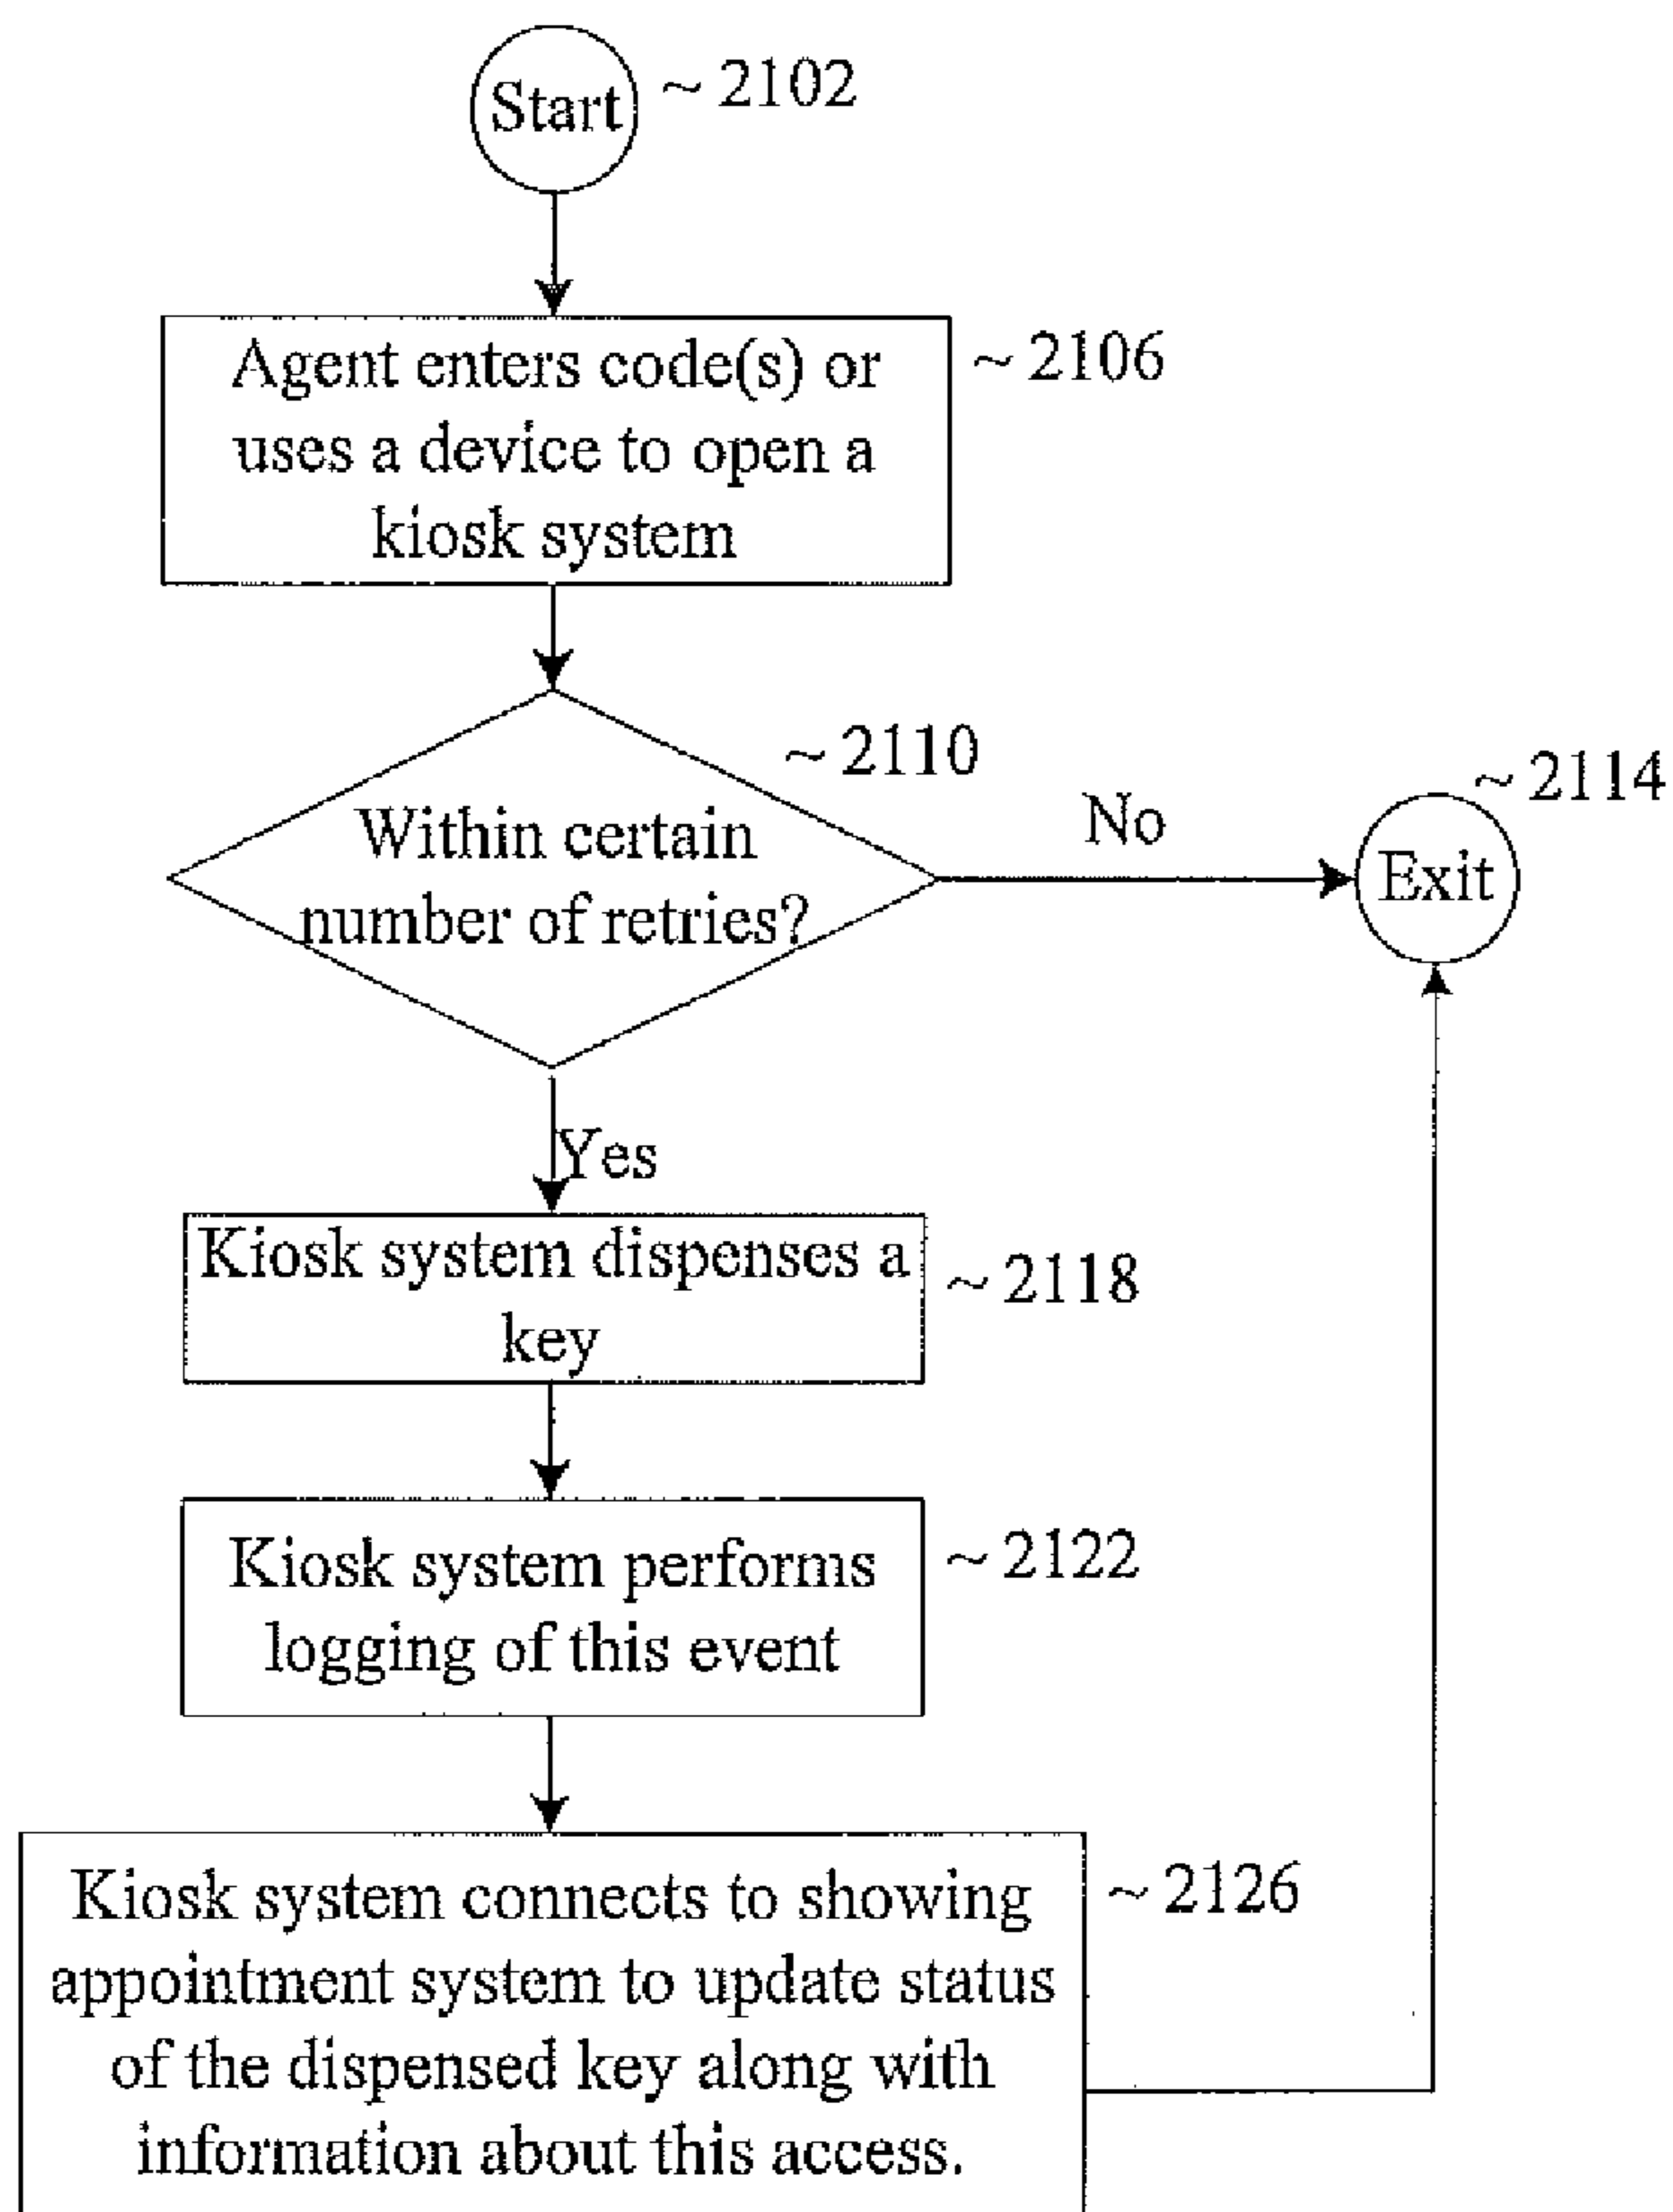 Start
~ 2102
Agent enters code(s) or
uses a device to open a
kiosk system
~ 2106
~ 2110
Within certain
number of retries?
No
~ 2114
Exit
Yes
Kiosk system dispenses a
key
~ 2118
Kiosk system performs
logging of this event
~ 2122
Kiosk system connects to showing
appointment system to update status
of the dispensed key along with
information about this access.
~ 2126